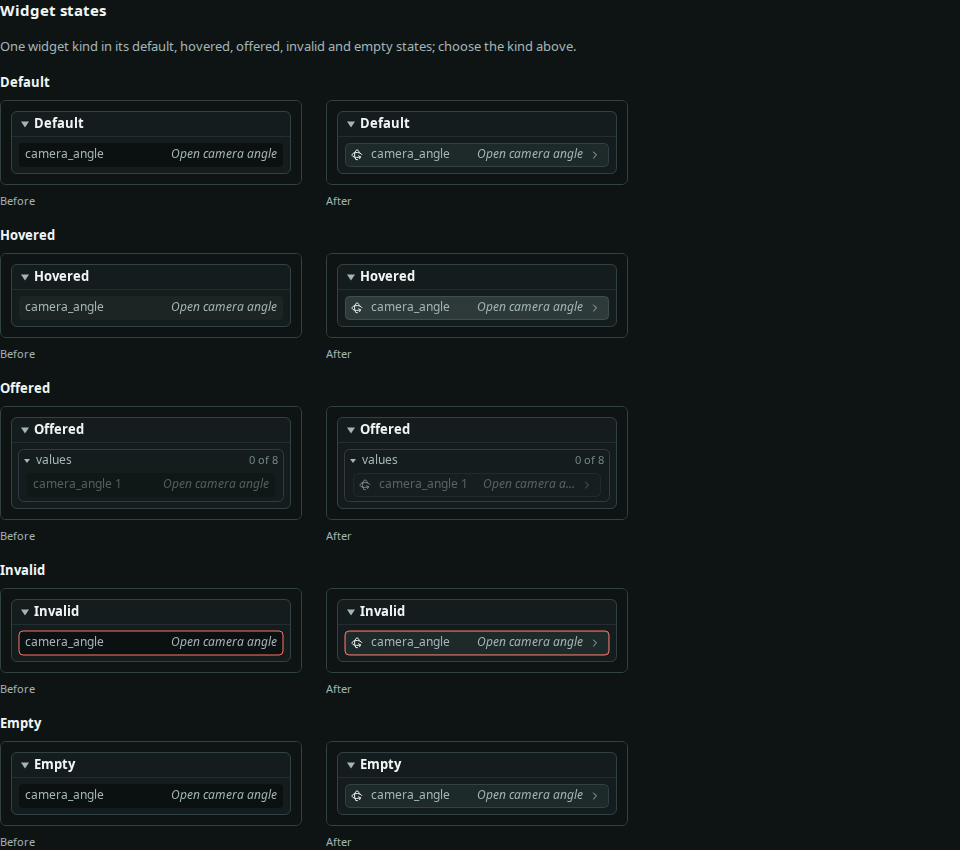 Widget states
One widget kind in its default, hovered, offered, invalid and empty states; choose the kind above.
Default
Default
camera_angle Open camera angle
Before
Default
camera_angle Open camera angle
After
Hovered
Hovered
camera_angle Open camera angle
Before
Hovered
camera_angle Open camera angle
After
Offered
Offered
values 0 of 8
camera_angle 1 Open camera angle
Before
Offered
values 0 of 8
camera_angle 1 Open camera a...
After
Invalid
Invalid
camera_angle Open camera angle
Before
Invalid
camera_angle Open camera angle
After
Empty
Empty
camera_angle Open camera angle
Before
Empty
camera_angle Open camera angle
After